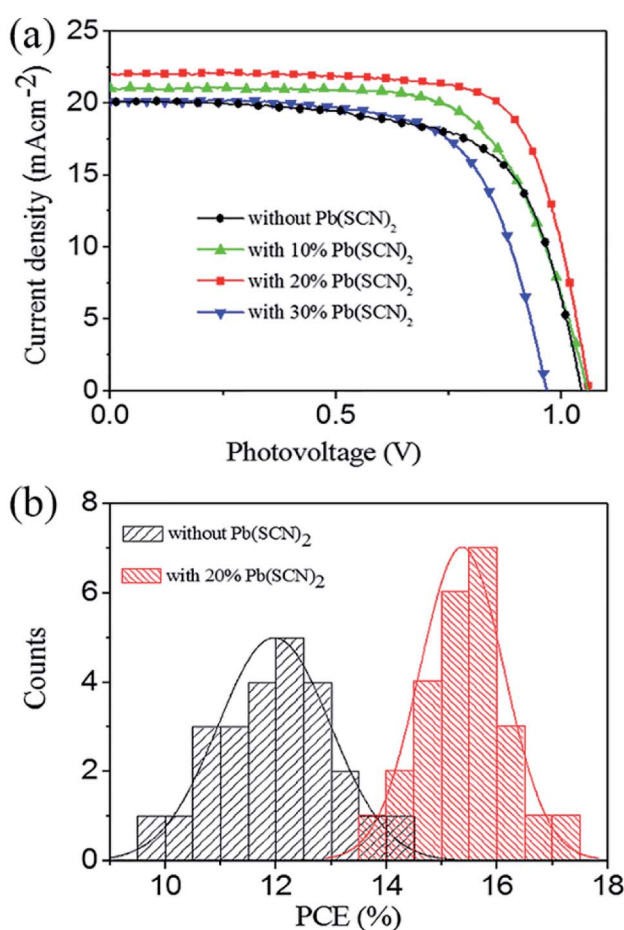 (a)
25
20
15
10
5
0
Current density (mAcm⁻²)
without Pb(SCN)₂
with 10% Pb(SCN)₂
with 20% Pb(SCN)₂
with 30% Pb(SCN)₂
0.0 0.5 1.0
Photovoltage (V)
(b)
8
6
4
2
0
Counts
without Pb(SCN)₂
with 20% Pb(SCN)₂
10 12 14 16 18
PCE (%)